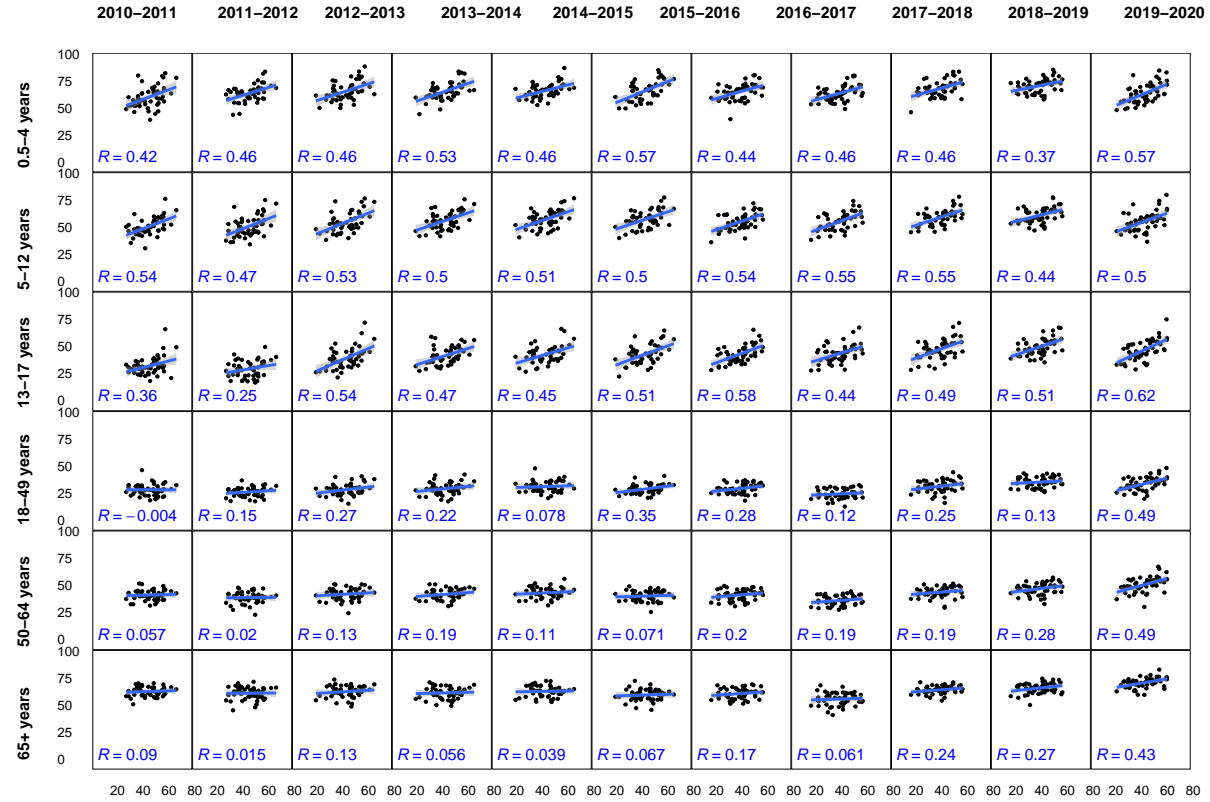 2010–2011 2011–2012 2012–2013 2013–2014 2014–2015 2015–2016 2016–2017 2017–2018 2018–2019 2019–2020
0.5–4 years
100
75
50
25
0
R = 0.42 R = 0.46 R = 0.46 R = 0.53 R = 0.46 R = 0.57 R = 0.44 R = 0.46 R = 0.46 R = 0.37 R = 0.57
5–12 years
100
75
50
25
0
R = 0.54 R = 0.47 R = 0.53 R = 0.5 R = 0.51 R = 0.5 R = 0.54 R = 0.55 R = 0.55 R = 0.44 R = 0.5
13–17 years
100
75
50
25
0
R = 0.36 R = 0.25 R = 0.54 R = 0.47 R = 0.45 R = 0.51 R = 0.58 R = 0.44 R = 0.49 R = 0.51 R = 0.62
18–49 years
100
75
50
25
0
R = −0.004 R = 0.15 R = 0.27 R = 0.22 R = 0.078 R = 0.35 R = 0.28 R = 0.12 R = 0.25 R = 0.13 R = 0.49
50–64 years
100
75
50
25
0
R = 0.057 R = 0.02 R = 0.13 R = 0.19 R = 0.11 R = 0.071 R = 0.2 R = 0.19 R = 0.19 R = 0.28 R = 0.49
65+ years
100
75
50
25
0
R = 0.09 R = 0.015 R = 0.13 R = 0.056 R = 0.039 R = 0.067 R = 0.17 R = 0.061 R = 0.24 R = 0.27 R = 0.43
20 40 60 80 20 40 60 80 20 40 60 80 20 40 60 80 20 40 60 80 20 40 60 80 20 40 60 80 20 40 60 80 20 40 60 80 20 40 60 80 20 40 60 80